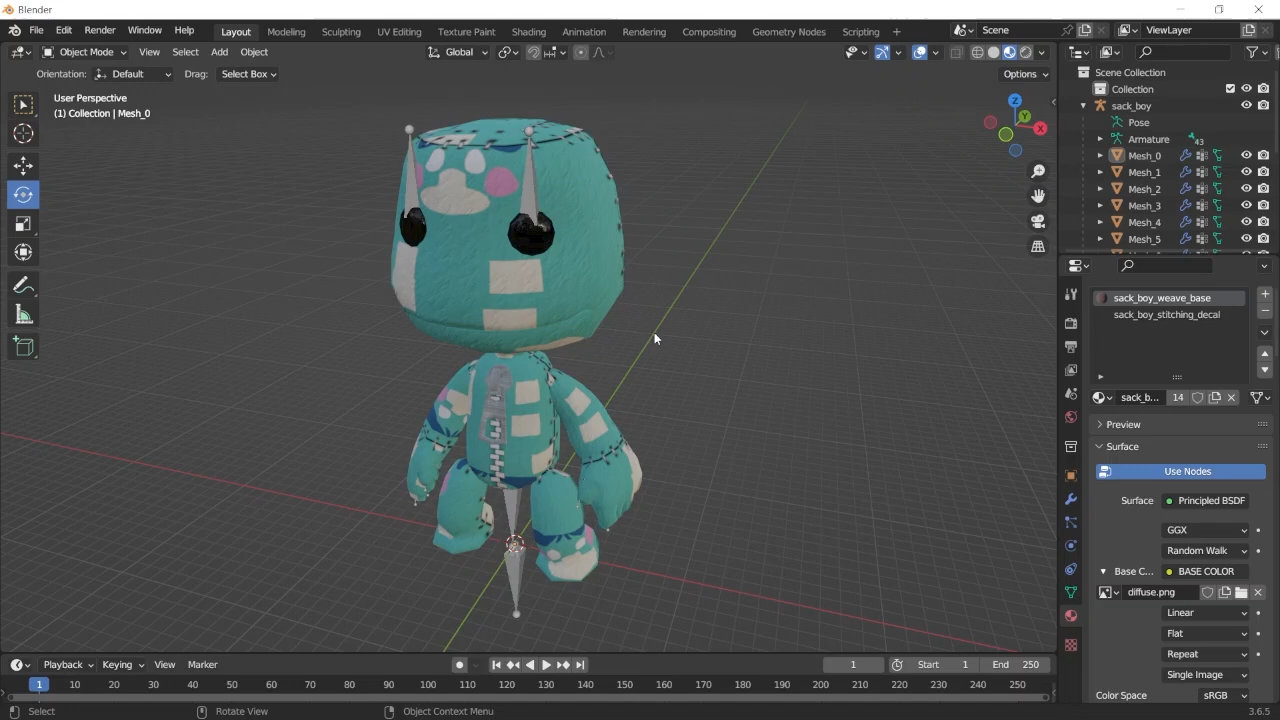 Blender
File Edit Render Window Help Layout Modeling Sculpting UV Editing Texture Paint Shading Animation Rendering Compositing Geometry Nodes Scripting + Scene ViewLayer
Object Mode View Select Add Object Global
Orientation: Default Drag: Select Box Options
User Perspective
(1) Collection | Mesh_0
Z
Y
X
Scene Collection
Collection
sack_boy
Pose
Armature 43
Mesh_0
Mesh_1
Mesh_2
Mesh_3
Mesh_4
Mesh_5
sack_boy_weave_base
sack_boy_stitching_decal
sack_b... 14
Preview
Surface
Use Nodes
Surface Principled BSDF
GGX
Random Walk
Base C... BASE COLOR
diffuse.png
Linear
Flat
Repeat
Single Image
Color Space sRGB
Playback Keying View Marker 1 Start 1 End 250
1 10 20 30 40 50 60 70 80 90 100 110 120 130 140 150 160 170 180 190 200 210 220 230 240 250
Select Rotate View Object Context Menu 3.6.5